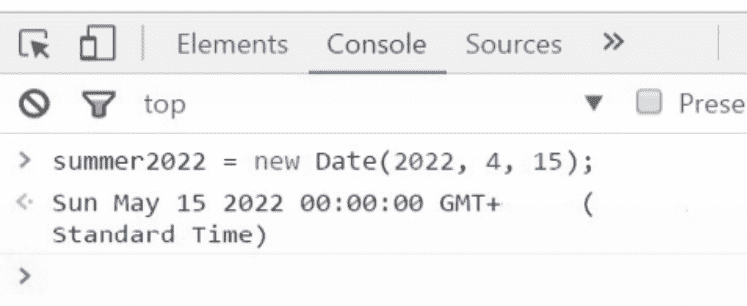 Elements Console Sources »
top ▼ Prese
> summer2022 = new Date(2022, 4, 15);
<· Sun May 15 2022 00:00:00 GMT+ (
Standard Time)
>